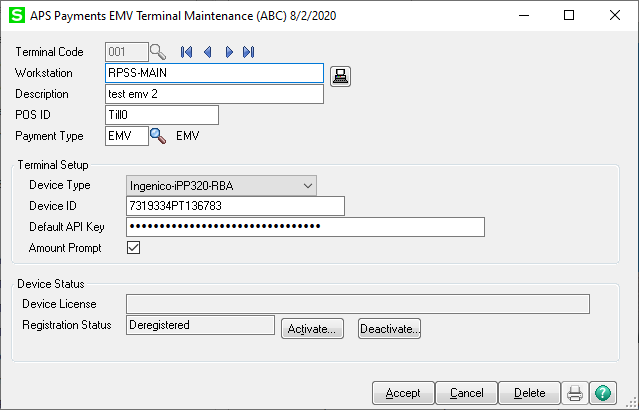 S APS Payments EMV Terminal Maintenance (ABC) 8/2/2020
Terminal Code 001
Workstation RPSS-MAIN
Description test emv 2
POS ID Till0
Payment Type EMV EMV
Terminal Setup
Device Type Ingenico-iPP320-RBA
Device ID 7319334PT136783
Default API Key ••••••••••••••••••••••••••••••••
Amount Prompt
Device Status
Device License
Registration Status Deregistered Activate... Deactivate...
Accept Cancel Delete ?